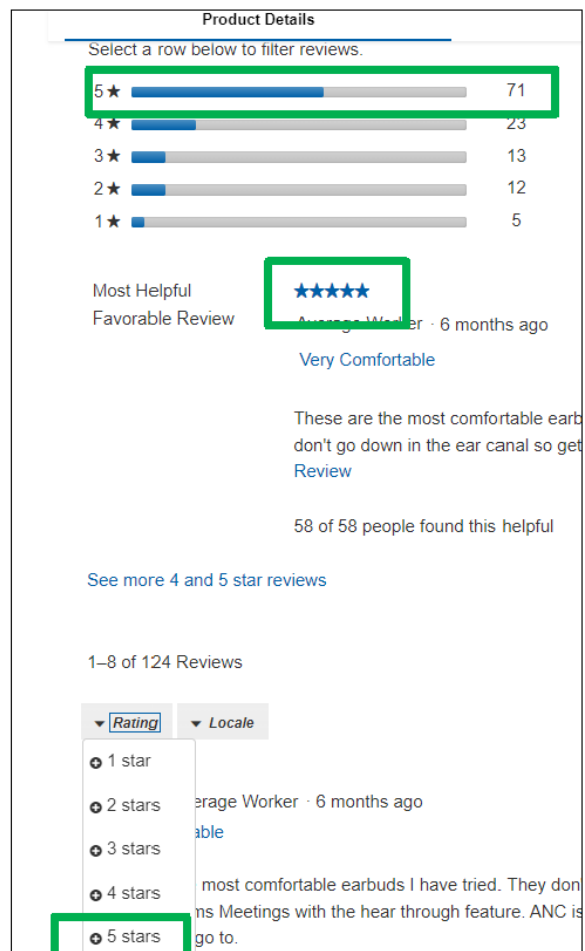 Product Details
Select a row below to filter reviews.
5★ 71
4★ 23
3★ 13
2★ 12
1★ 5
Most Helpful
Favorable Review
★★★★★
Average Worker · 6 months ago
Very Comfortable
These are the most comfortable earb
don't go down in the ear canal so get
Review
58 of 58 people found this helpful
See more 4 and 5 star reviews
1–8 of 124 Reviews
Rating Locale
1 star
2 stars
erage Worker · 6 months ago
able
3 stars
most comfortable earbuds I have tried. They don
4 stars
ms Meetings with the hear through feature. ANC is
5 stars
go to.